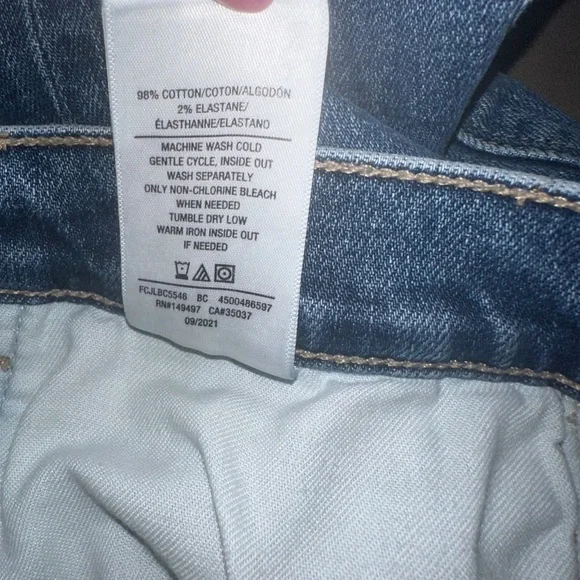 98% COTTON/COTON/ALGODÓN
2% ELASTANE/
ÉLASTHANNE/ELASTANO
MACHINE WASH COLD
GENTLE CYCLE, INSIDE OUT
WASH SEPARATELY
ONLY NON-CHLORINE BLEACH
WHEN NEEDED
TUMBLE DRY LOW
WARM IRON INSIDE OUT
IF NEEDED
FCJLBC5546 BC 4500486597
RN#149497 CA#35037
09/2021